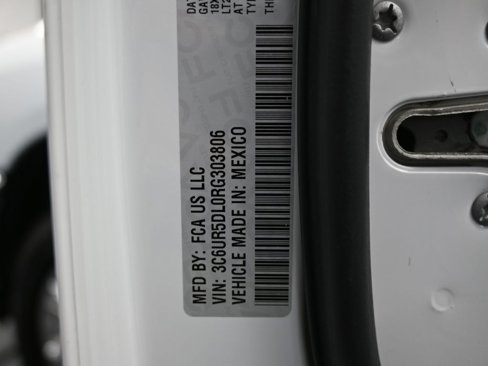 MFD BY: FCA US LLC
VIN: 3C6UR5DL0RG303806
VEHICLE MADE IN: MEXICO